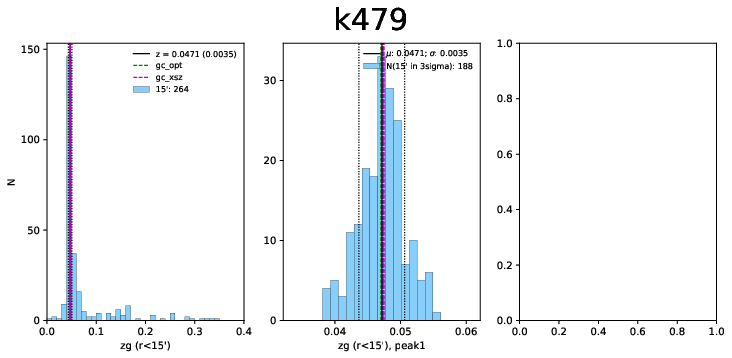 k479
150
100
50
0
N
0.0 0.1 0.2 0.3 0.4
zg (r<15')
z = 0.0471 (0.0035)
gc_opt
gc_xsz
15': 264
30
20
10
0
0.04 0.05 0.06
zg (r<15'), peak1
μ: 0.0471; σ: 0.0035
N(15' in 3sigma): 188
1.0
0.8
0.6
0.4
0.2
0.0
0.0 0.2 0.4 0.6 0.8 1.0